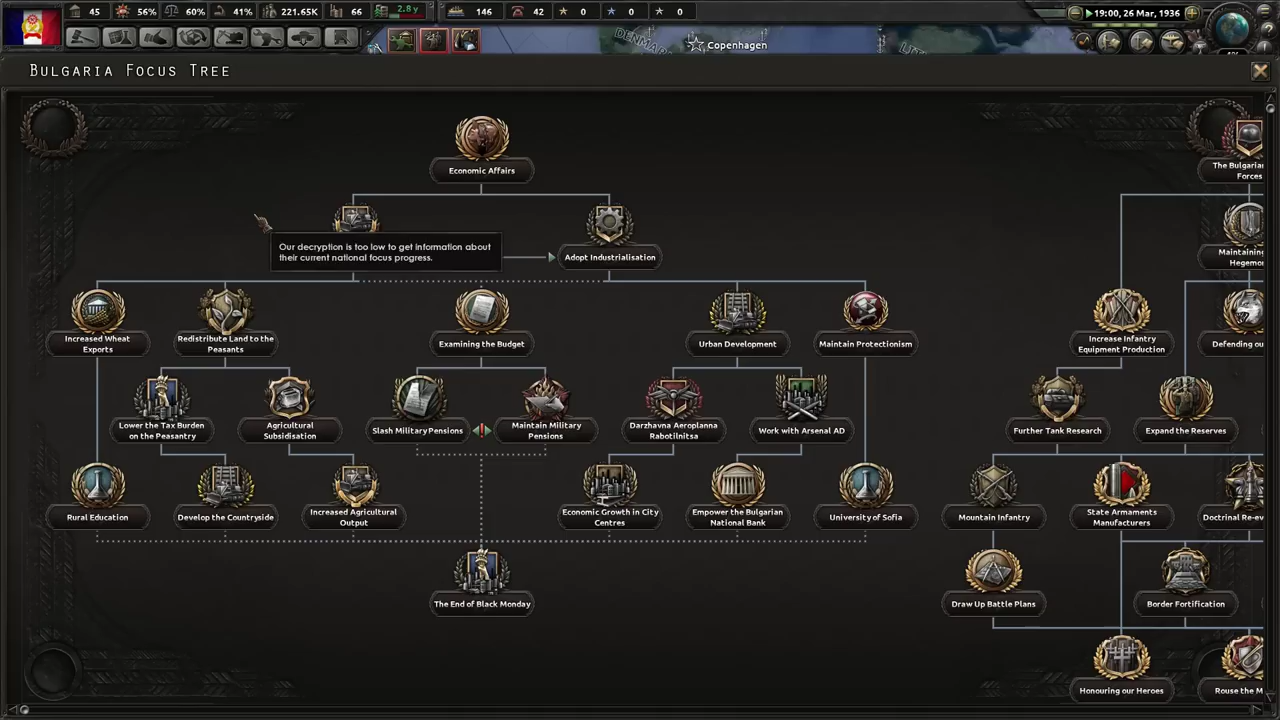 45
56%
60%
41%
221.65K
66
2.8 y
146
42
0
0
0
19:00, 26 Mar, 1936
Copenhagen
BULGARIA FOCUS TREE
Economic Affairs
The Bulgarian
Forces
Our decryption is too low to get information about
their current national focus progress.
Adopt Industrialisation
Maintaining
Hegemo
Increased Wheat
Exports
Redistribute Land to the
Peasants
Examining the Budget
Urban Development
Maintain Protectionism
Increase Infantry
Equipment Production
Defending ou
Lower the Tax Burden
on the Peasantry
Agricultural
Subsidisation
Slash Military Pensions
Maintain Military
Pensions
Darzhavna Aeroplanna
Rabotilnitsa
Work with Arsenal AD
Further Tank Research
Expand the Reserves
Rural Education
Develop the Countryside
Increased Agricultural
Output
Economic Growth in City
Centres
Empower the Bulgarian
National Bank
University of Sofia
Mountain Infantry
State Armaments
Manufacturers
Doctrinal Re-ev
The End of Black Monday
Draw Up Battle Plans
Border Fortification
Honouring our Heroes
Rouse the M